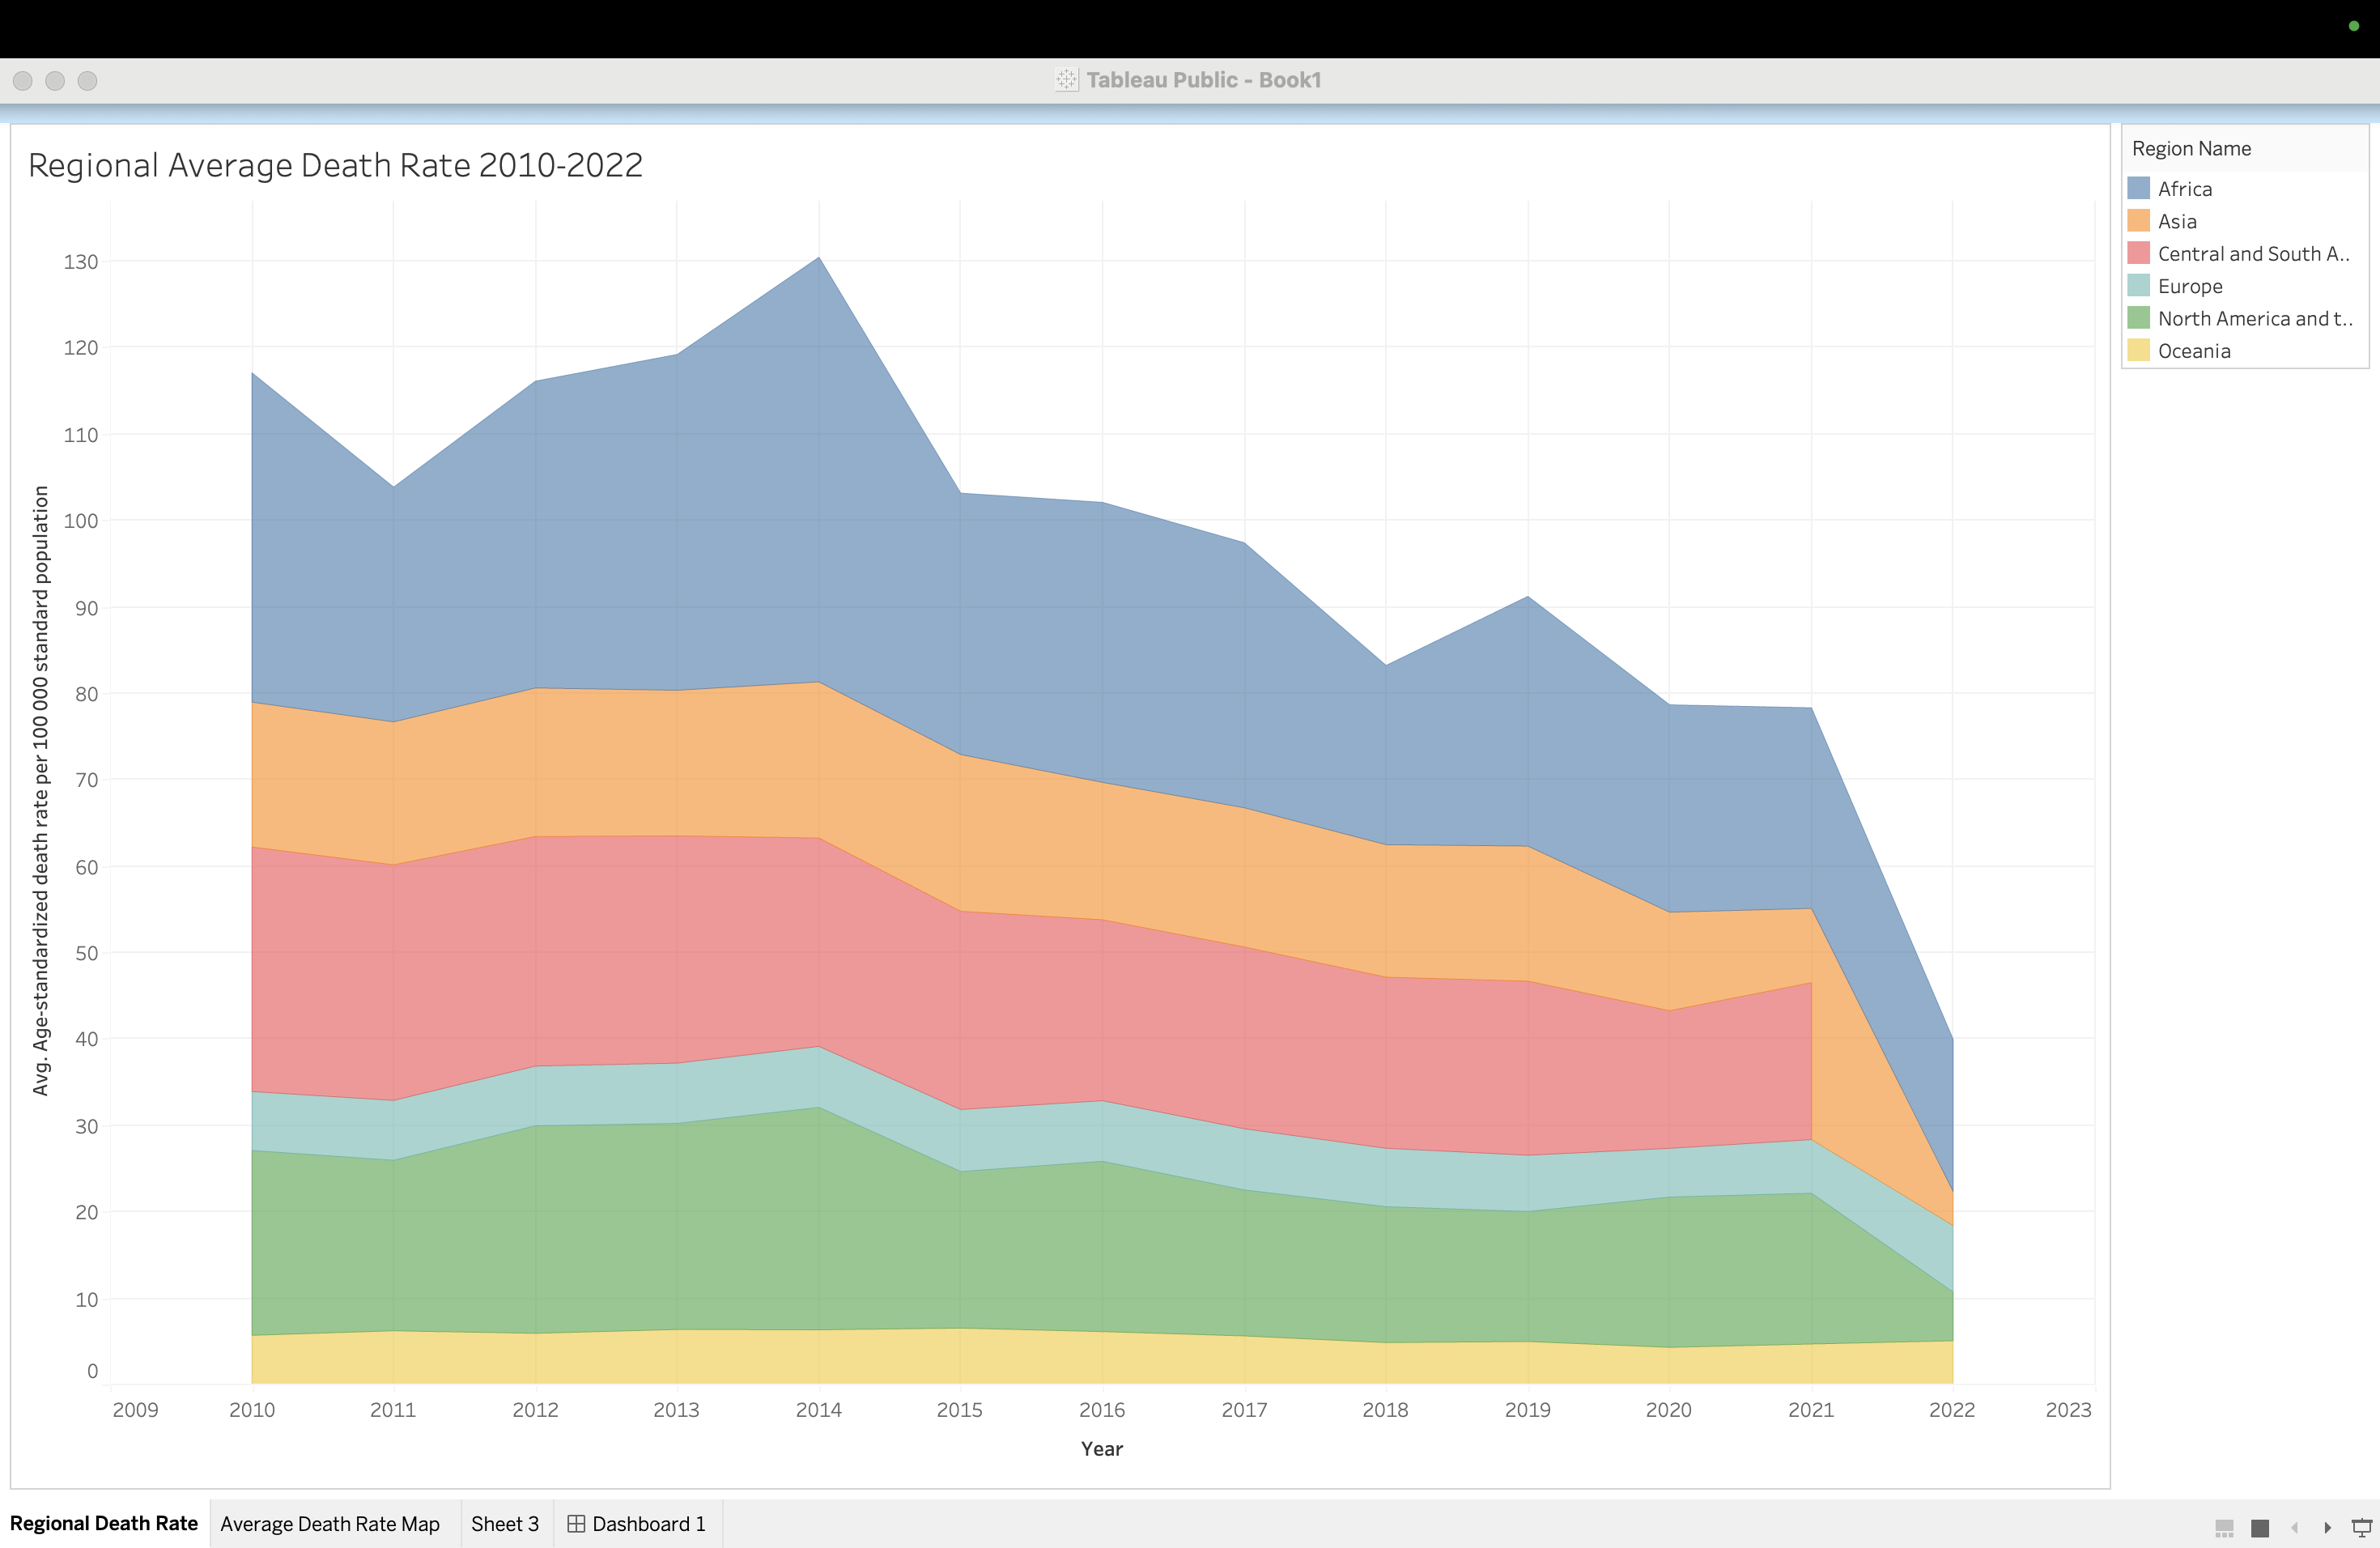 Tableau Public - Book1
Regional Average Death Rate 2010-2022
Region Name
Africa
Asia
Central and South A..
Europe
North America and t..
Oceania
Avg. Age-standardized death rate per 100 000 standard population
130
120
110
100
90
80
70
60
50
40
30
20
10
0
2009 2010 2011 2012 2013 2014 2015 2016 2017 2018 2019 2020 2021 2022 2023
Year
Regional Death Rate Average Death Rate Map Sheet 3 Dashboard 1